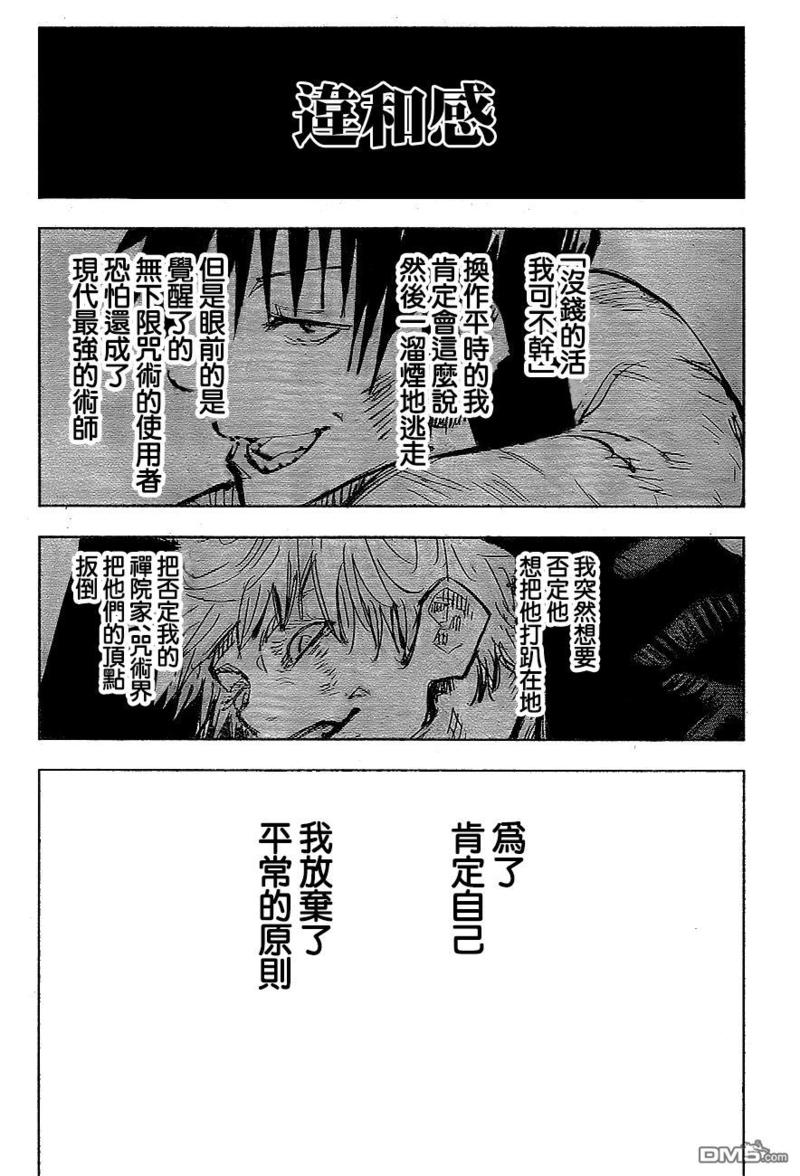 違和感
「沒錢的活
我可不幹」
換作平時的我
肯定會這麼說
然後一溜煙地逃走
但是眼前的是
覺醒了的
無下限咒術的使用者
恐怕還成了
現代最強的術師
我突然想要
否定他
想把他打趴在地
把否定我的
禪院家 咒術界
把他們的頂點
扳倒
為了
肯定自己
我放棄了
平常的原則
DM5.com